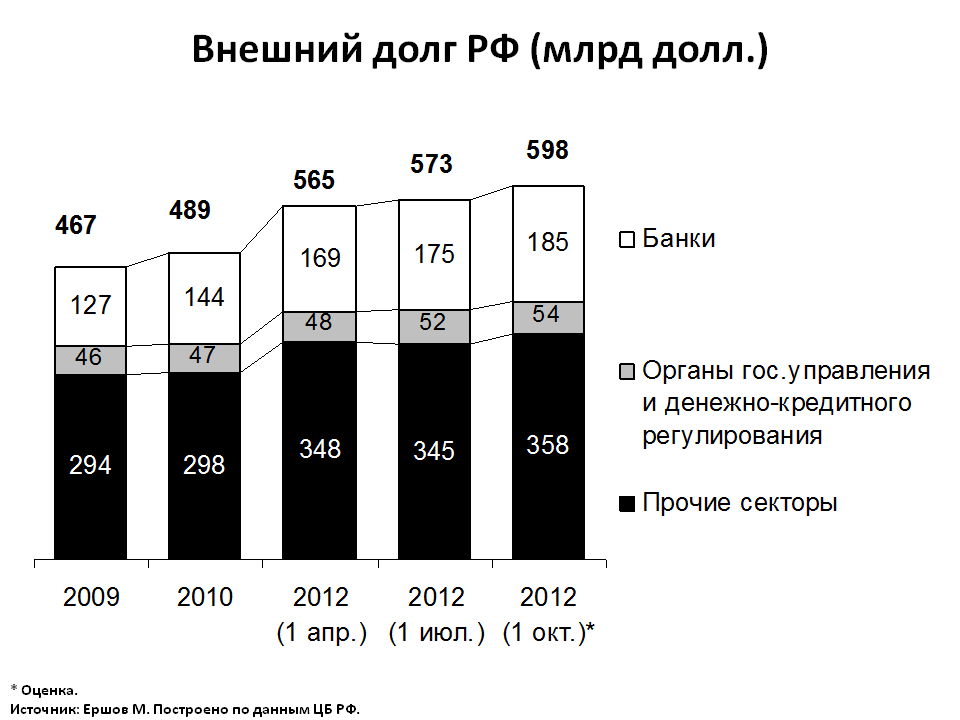 Внешний долг РФ (млрд долл.)
467
489
565
573
598
127
144
169
175
185
46
47
48
52
54
294
298
348
345
358
Банки
Органы гос.управления
и денежно-кредитного
регулирования
Прочие секторы
2009
2010
2012
(1 апр.)
2012
(1 июл.)
2012
(1 окт.)*
* Оценка.
Источник: Ершов М. Построено по данным ЦБ РФ.